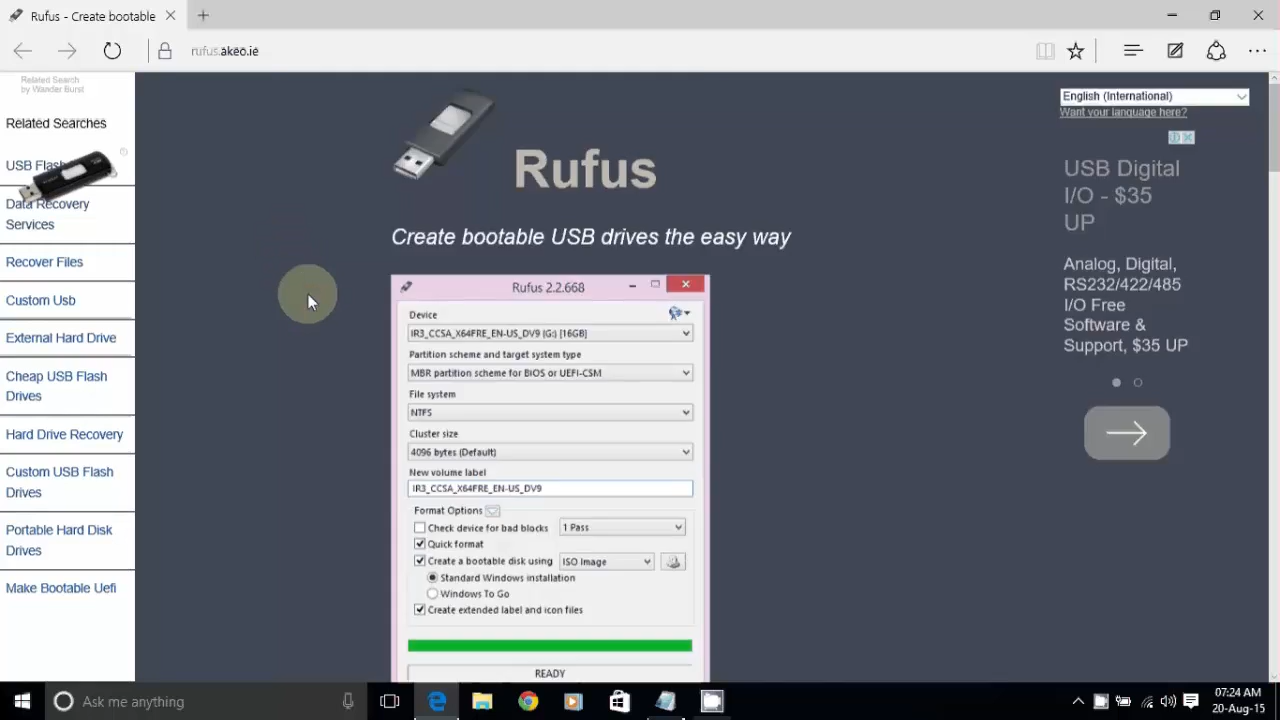 Rufus - Create bootable
rufus.akeo.ie
Related Search
by Wander Burst
Related Searches
USB Flash
Data Recovery
Services
Recover Files
Custom Usb
External Hard Drive
Cheap USB Flash
Drives
Hard Drive Recovery
Custom USB Flash
Drives
Portable Hard Disk
Drives
Make Bootable Uefi
Rufus
Create bootable USB drives the easy way
Rufus 2.2.668
Device
IR3_CCSA_X64FRE_EN-US_DV9 (G:) [16GB]
Partition scheme and target system type
MBR partition scheme for BIOS or UEFI-CSM
File system
NTFS
Cluster size
4096 bytes (Default)
New volume label
IR3_CCSA_X64FRE_EN-US_DV9
Format Options
Check device for bad blocks 1 Pass
Quick format
Create a bootable disk using ISO Image
Standard Windows installation
Windows To Go
Create extended label and icon files
READY
English (International)
Want your language here?
USB Digital
I/O - $35
UP
Analog, Digital,
RS232/422/485
I/O Free
Software &
Support, $35 UP
Ask me anything
07:24 AM
20-Aug-15